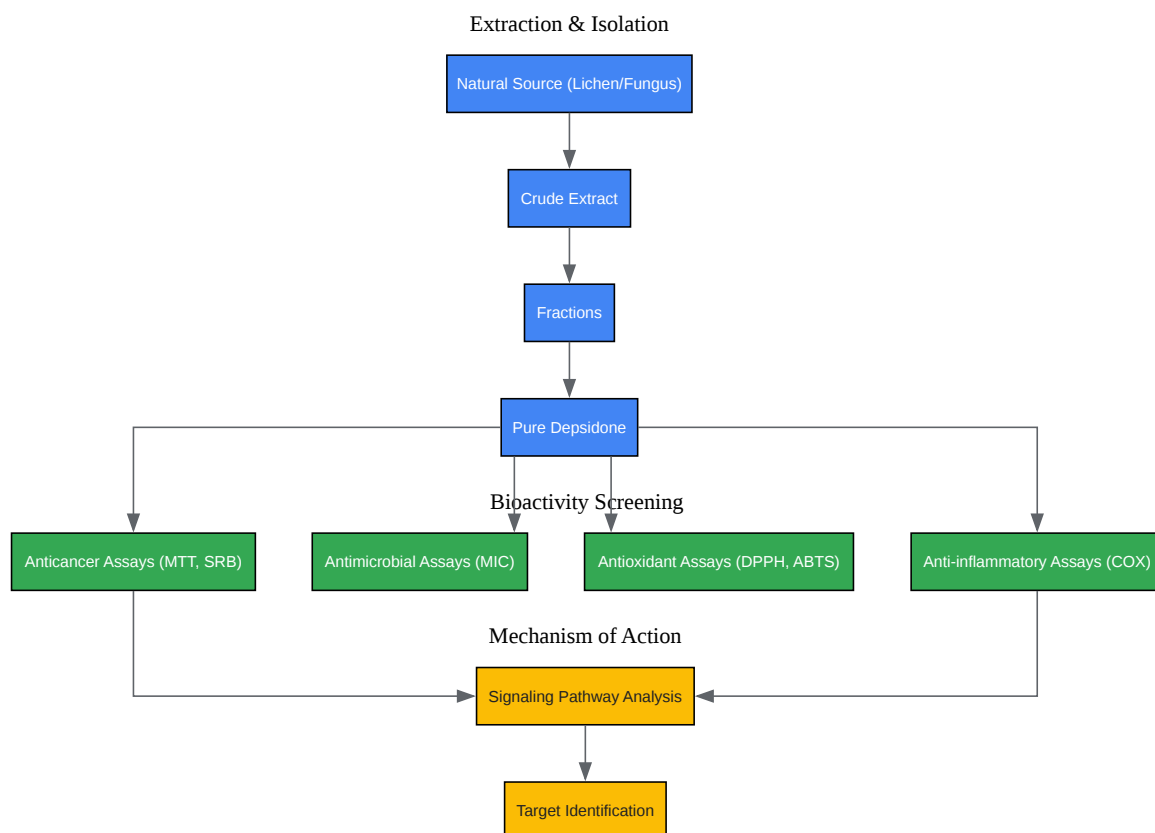 Extraction & Isolation
Natural Source (Lichen/Fungus)
Crude Extract
Fractions
Pure Depsidone
Bioactivity Screening
Anticancer Assays (MTT, SRB)
Antimicrobial Assays (MIC)
Antioxidant Assays (DPPH, ABTS)
Anti-inflammatory Assays (COX)
Mechanism of Action
Signaling Pathway Analysis
Target Identification